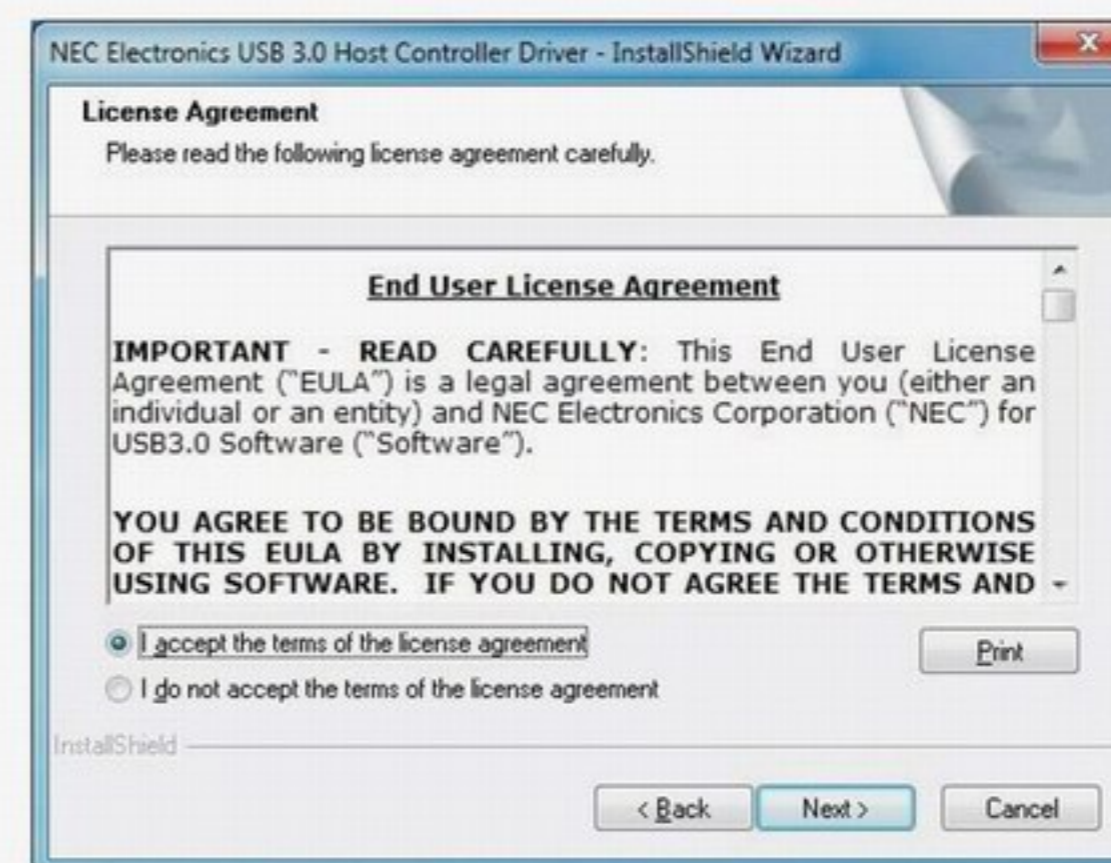 NEC Electronics USB 3.0 Host Controller Driver - InstallShield Wizard
License Agreement
Please read the following license agreement carefully.
End User License Agreement
IMPORTANT - READ CAREFULLY: This End User License
Agreement ("EULA") is a legal agreement between you (either an
individual or an entity) and NEC Electronics Corporation ("NEC") for
USB3.0 Software ("Software").
YOU AGREE TO BE BOUND BY THE TERMS AND CONDITIONS
OF THIS EULA BY INSTALLING, COPYING OR OTHERWISE
USING SOFTWARE.  IF YOU DO NOT AGREE THE TERMS AND
I accept the terms of the license agreement
Print
I do not accept the terms of the license agreement
InstallShield
< Back Next > Cancel